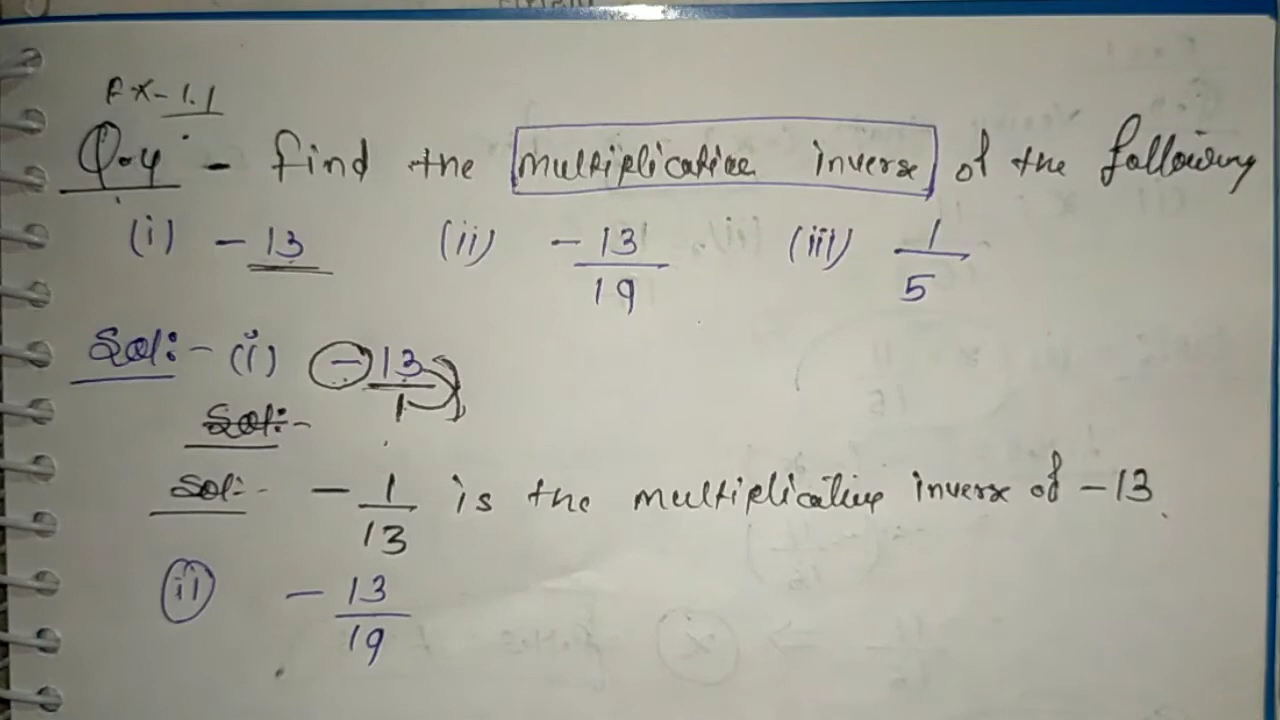 Ex-1.1
Q.4 - find the multiplicative inverse of the following
(i) -13 (ii) -13/19 (iii) 1/5
Sol:- (i) -13/1
Sol:-
Sol:- -1/13 is the multiplicative inverse of -13.
(ii) -13/19